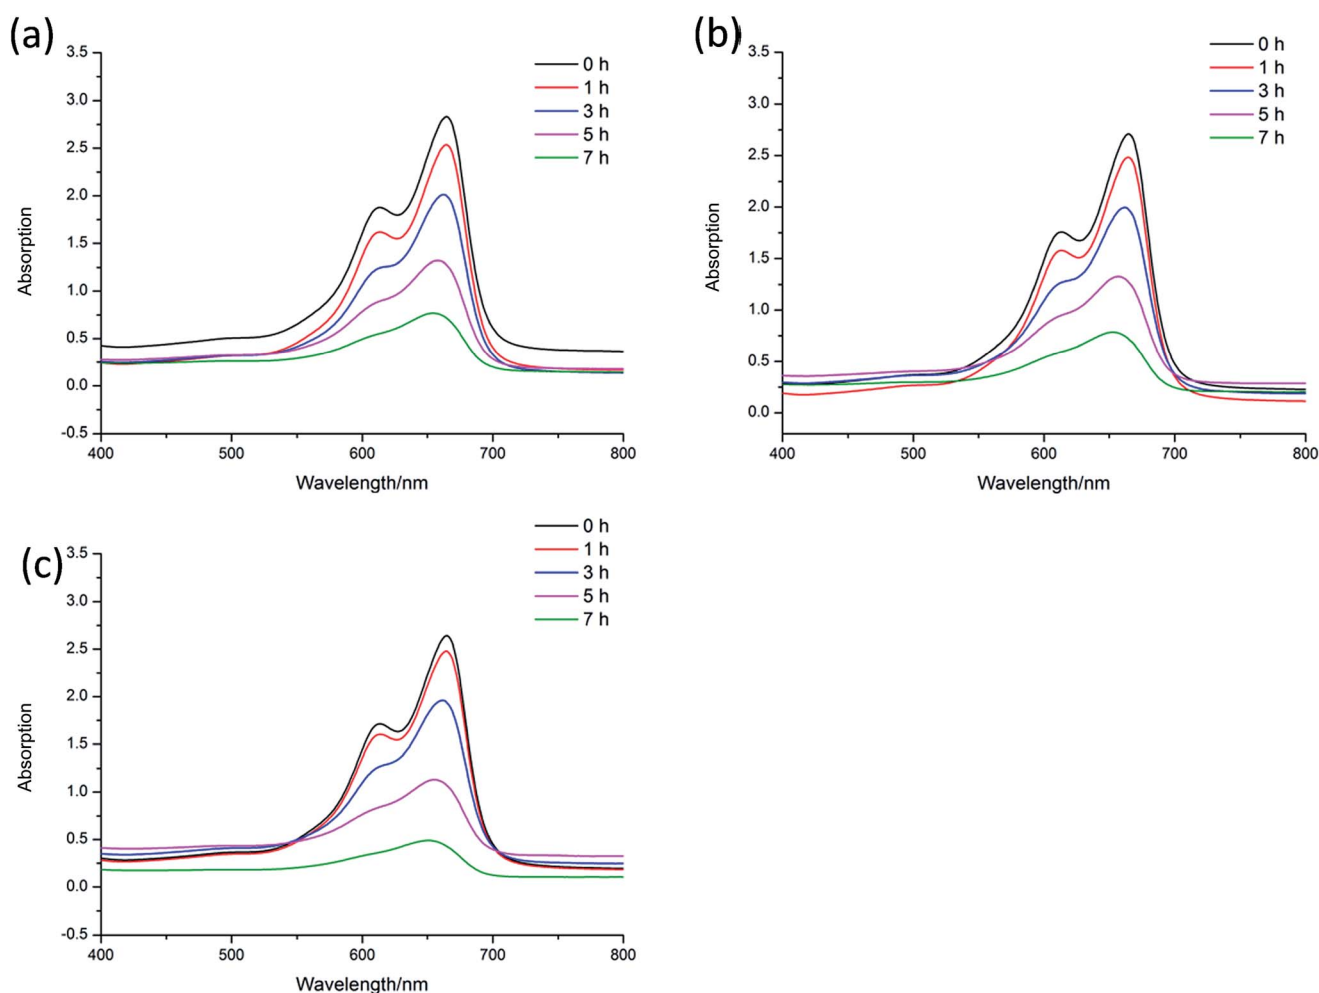 (a)
3.5
3.0
2.5
2.0
1.5
1.0
0.5
0.0
-0.5
Absorption
400
500
600
700
800
Wavelength/nm
0 h
1 h
3 h
5 h
7 h
(b)
3.5
3.0
2.5
2.0
1.5
1.0
0.5
0.0
Absorption
400
500
600
700
800
Wavelength/nm
0 h
1 h
3 h
5 h
7 h
(c)
3.5
3.0
2.5
2.0
1.5
1.0
0.5
0.0
-0.5
Absorption
400
500
600
700
800
Wavelength/nm
0 h
1 h
3 h
5 h
7 h